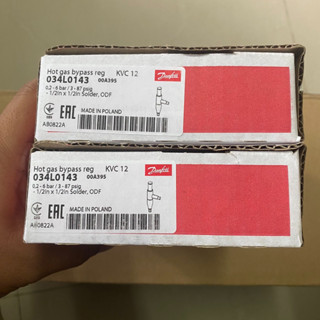 Hot gas bypass reg KVC 12
034L0143 00A395
0,2 - 6 bar / 3 - 87 psig
- 1/2in x 1/2in Solder, ODF
Danfoss
EAC
MADE IN POLAND
A80822A
Hot gas bypass reg KVC 12
034L0143 00A395
0,2 - 6 bar / 3 - 87 psig
- 1/2in x 1/2in Solder, ODF
Danfoss
EAC
MADE IN POLAND
A80822A